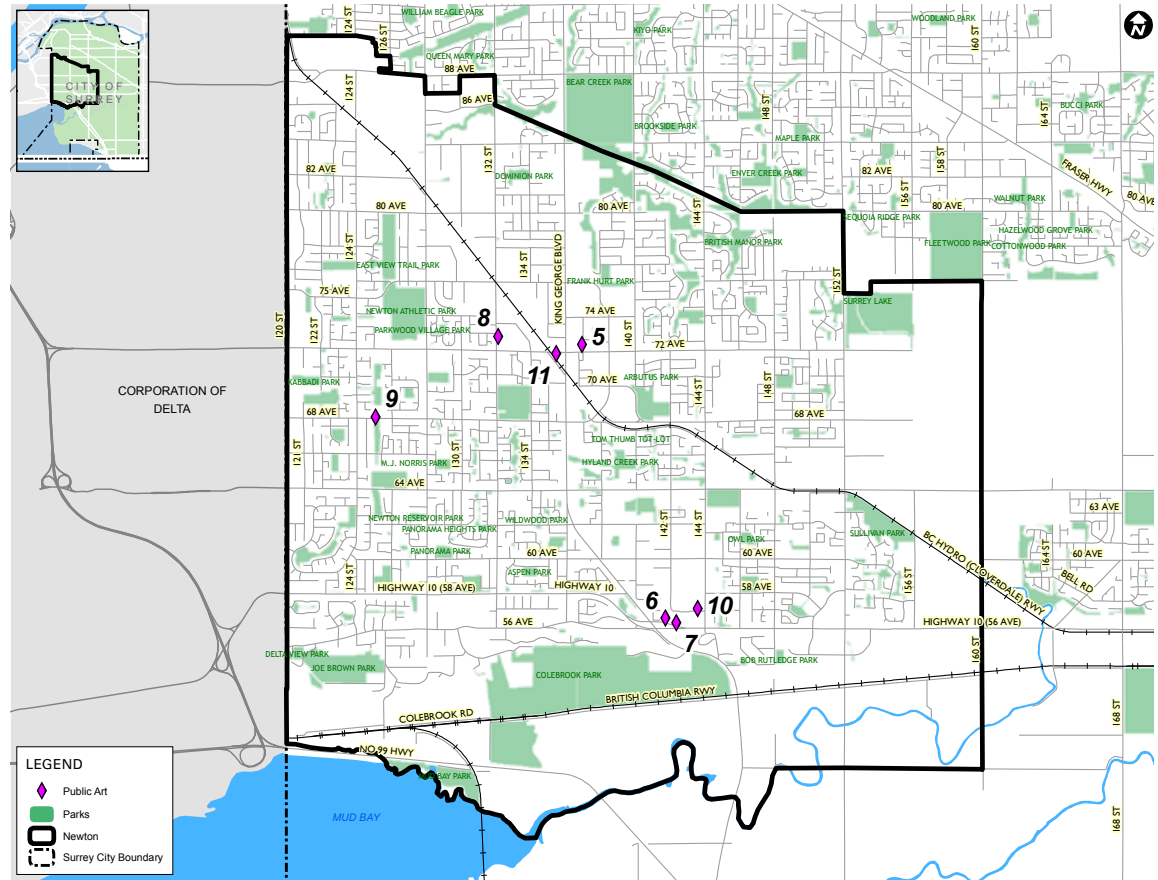 WILLIAM BEAGLE PARK
WOODLAND PARK
124 ST
126 ST
KIYO PARK
160 ST
N
QUEEN MARY PARK
88 AVE
CITY OF
SURREY
124 ST
BEAR CREEK PARK
86 AVE
148 ST
164 ST
BUCCI PARK
BROOKSIDE PARK
MAPLE PARK
132 ST
158 ST
82 AVE
DOMINION PARK
ENVER CREEK PARK
82 AVE
FRASER HWY
156 ST
WALNUT PARK
80 AVE
80 AVE
80 AVE
144 ST
80 AVE
SEQUOIA RIDGE PARK
HAZELWOOD GROVE PARK
BRITISH MANOR PARK
FLEETWOOD PARK
COTTONWOOD PARK
124 ST
KING GEORGE BLVD
134 ST
EAST VIEW TRAIL PARK
FRANK HURT PARK
152 ST
75 AVE
SURREY LAKE
NEWTON ATHLETIC PARK
74 AVE
120 ST
122 ST
PARKWOOD VILLAGE PARK
8
5
140 ST
72 AVE
11
70 AVE
ARBUTUS PARK
KABBADI PARK
144 ST
148 ST
CORPORATION OF
DELTA
9
68 AVE
68 AVE
121 ST
130 ST
134 ST
TOM THUMB TOT-LOT
M.J. NORRIS PARK
HYLAND CREEK PARK
64 AVE
63 AVE
NEWTON RESERVOIR PARK
WILDWOOD PARK
142 ST
144 ST
PANORAMA HEIGHTS PARK
OWL PARK
SULLIVAN PARK
PANORAMA PARK
60 AVE
60 AVE
164 ST
60 AVE
BC HYDRO (CLOVERDALE) RWY
124 ST
ASPEN PARK
156 ST
BELL RD
HIGHWAY 10 (58 AVE)
HIGHWAY 10
58 AVE
6
10
7
56 AVE
HIGHWAY 10 (56 AVE)
160 ST
DELTA VIEW PARK
JOE BROWN PARK
BOB RUTLEDGE PARK
COLEBROOK PARK
BRITISH COLUMBIA RWY
COLEBROOK RD
168 ST
NO 99 HWY
LEGEND
Public Art
Parks
Newton
Surrey City Boundary
BAY PARK
MUD BAY
168 ST